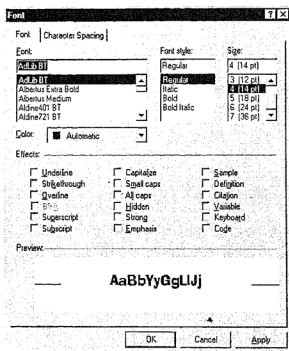 Font
Font Character Spacing
Font: Font style: Size:
AdLib BT Regular 4 (14 pt)
AdLib BT Regular 3 (12 pt)
Albertus Extra Bold Italic 4 (14 pt)
Albertus Medium Bold 5 (18 pt)
Aldine401 BT Bold Italic 6 (24 pt)
Aldine721 BT 7 (36 pt)
Color: Automatic
Effects:
Underline Capitalize Sample
Strikethrough Small caps Definition
Overline All caps Citation
Blink Hidden Variable
Superscript Strong Keyboard
Subscript Emphasis Code
Preview:
AaBbYyGgLlJj
OK Cancel Apply